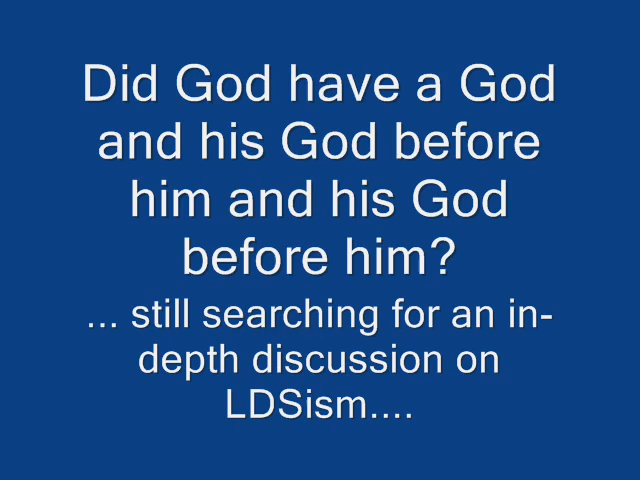 Did God have a God
and his God before
him and his God
before him?
... still searching for an in-
depth discussion on
LDSism....